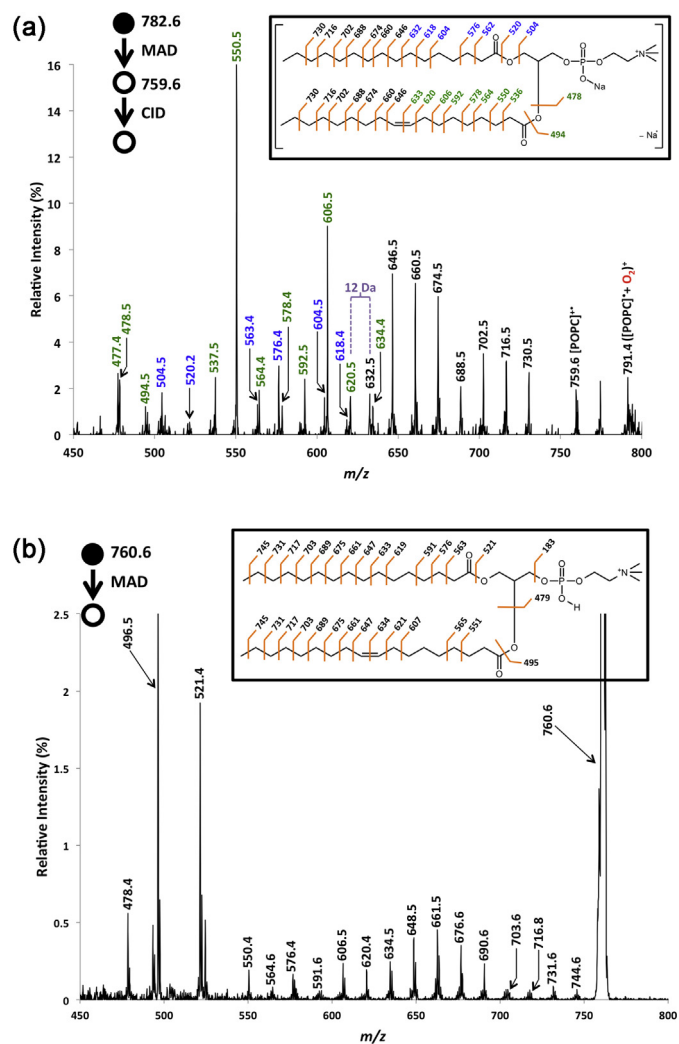 (a)
782.6
MAD
759.6
CID
730 716 702 688 674 660 646 632 618 604 576 562 520 504
O
O O P O N+
O
Na
730 716 702 688 674 660 646 633 620 606 592 578 564 550 536
478
O
O
494
– Na+
550.5
606.5
12 Da
477.4
478.5
494.5
504.5
520.2
537.5
563.4
564.4
576.4
578.4
592.5
604.5
618.4
620.5
632.5
634.4
646.5
660.5
674.5
688.5
702.5
716.5
730.5
759.6 [POPC]+•
791.4 ([POPC]•+ O2)+
Relative Intensity (%)
16
14
12
10
8
6
4
2
0
450 500 550 600 650 700 750 800
m/z
(b)
760.6
MAD
745 731 717 703 689 675 661 647 633 619 591 576 563 521 183
O
O O P O N+
O
O H
479
745 731 717 703 689 675 661 647 634 621 607 565 551
O
O
495
496.5
521.4
478.4
550.4
564.6
576.4
591.6
606.5
620.4
634.5
648.5
661.5
676.6
690.6
703.6
716.8
731.6
744.6
760.6
Relative Intensity (%)
2.5
2
1.5
1
0.5
0
450 500 550 600 650 700 750 800
m/z